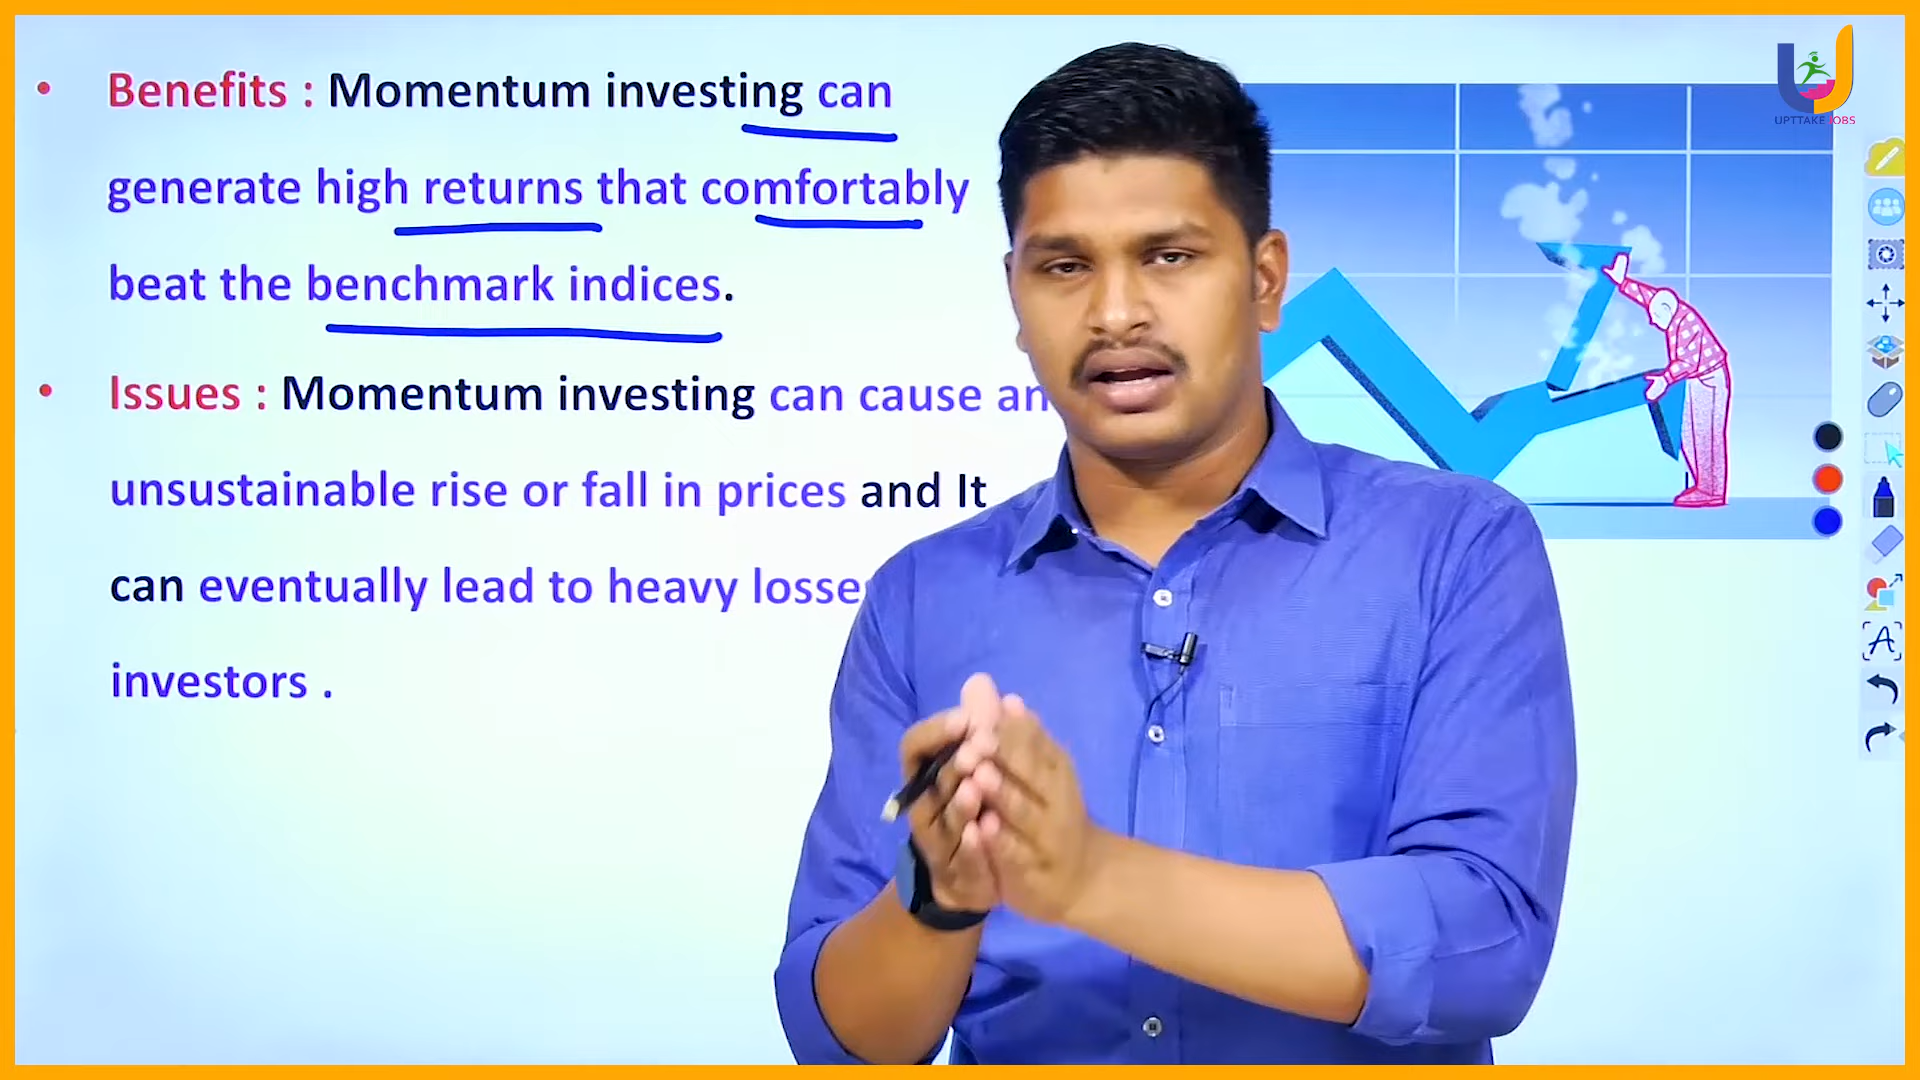 • Benefits : Momentum investing can
generate high returns that comfortably
beat the benchmark indices.
• Issues : Momentum investing can cause an
unsustainable rise or fall in prices and It
can eventually lead to heavy losse
investors .
UPTTAKE JOBS
A